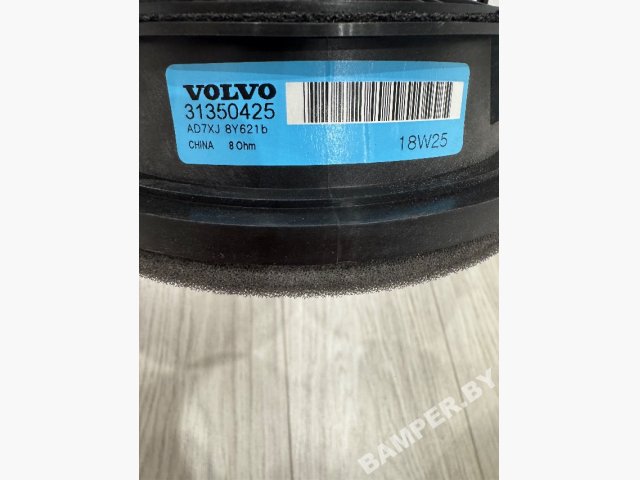 VOLVO
31350425
AD7XJ 8Y621b
CHINA 8 Ohm
18W25
BAMPER.BY